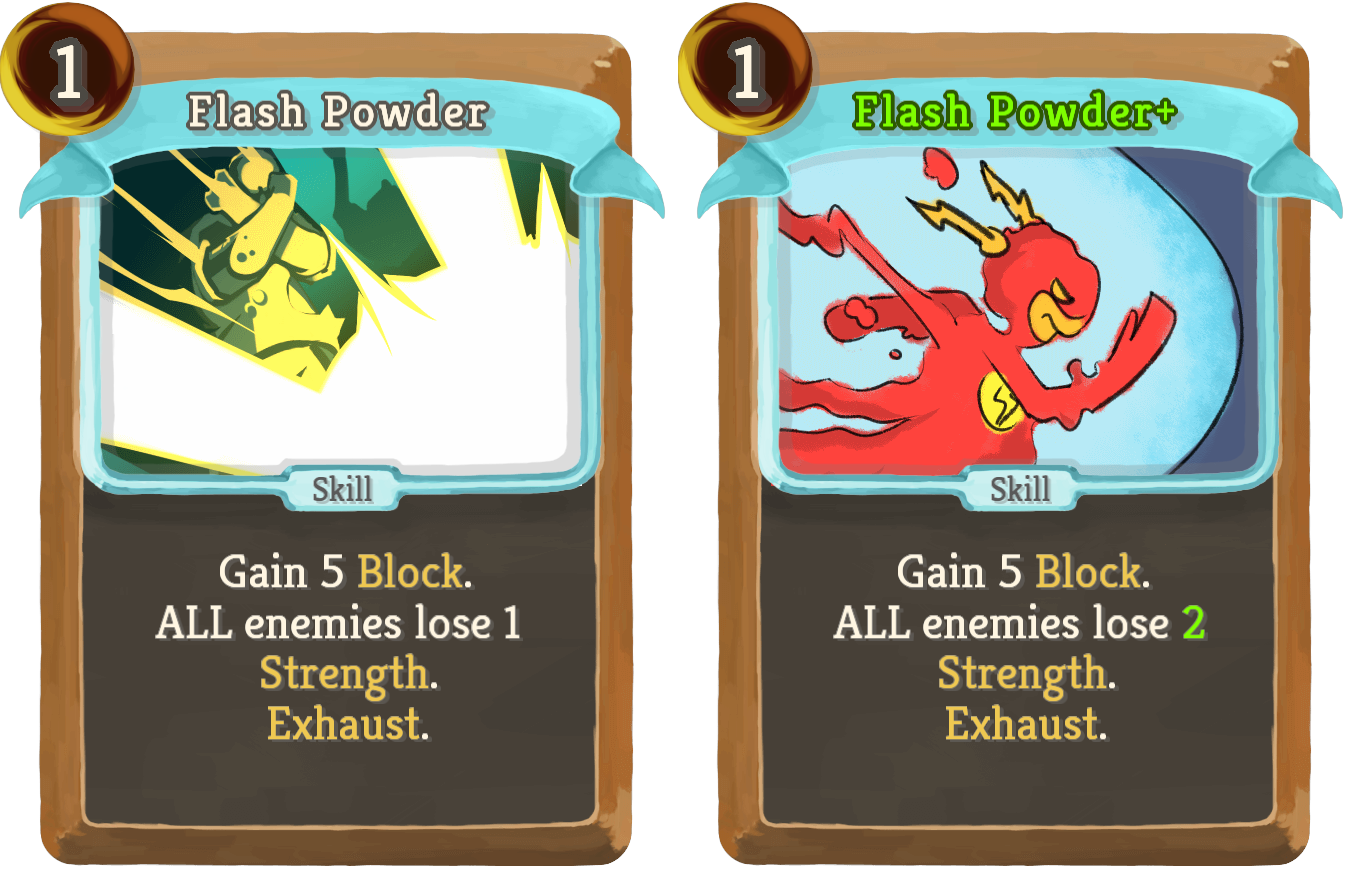 1
Flash Powder
Skill
Gain 5 Block.
ALL enemies lose 1
Strength.
Exhaust.
1
Flash Powder+
Skill
Gain 5 Block.
ALL enemies lose 2
Strength.
Exhaust.